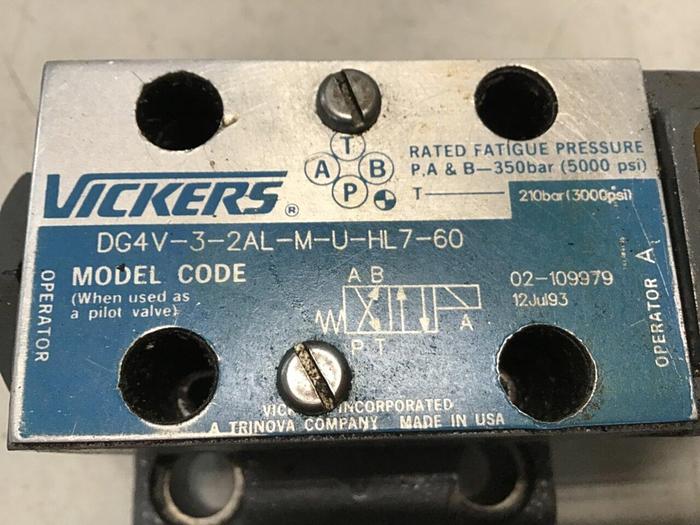 T
A B
P
RATED FATIGUE PRESSURE
P.A & B—350bar (5000 psi)
T— 210bar (3000psi)
VICKERS ®
DG4V-3-2AL-M-U-HL7-60
OPERATOR
MODEL CODE
(When used as
a pilot valve)
A B
A
P T
02-109979
12Jul93
OPERATOR A
INCORPORATED
A TRINOVA COMPANY MADE IN USA